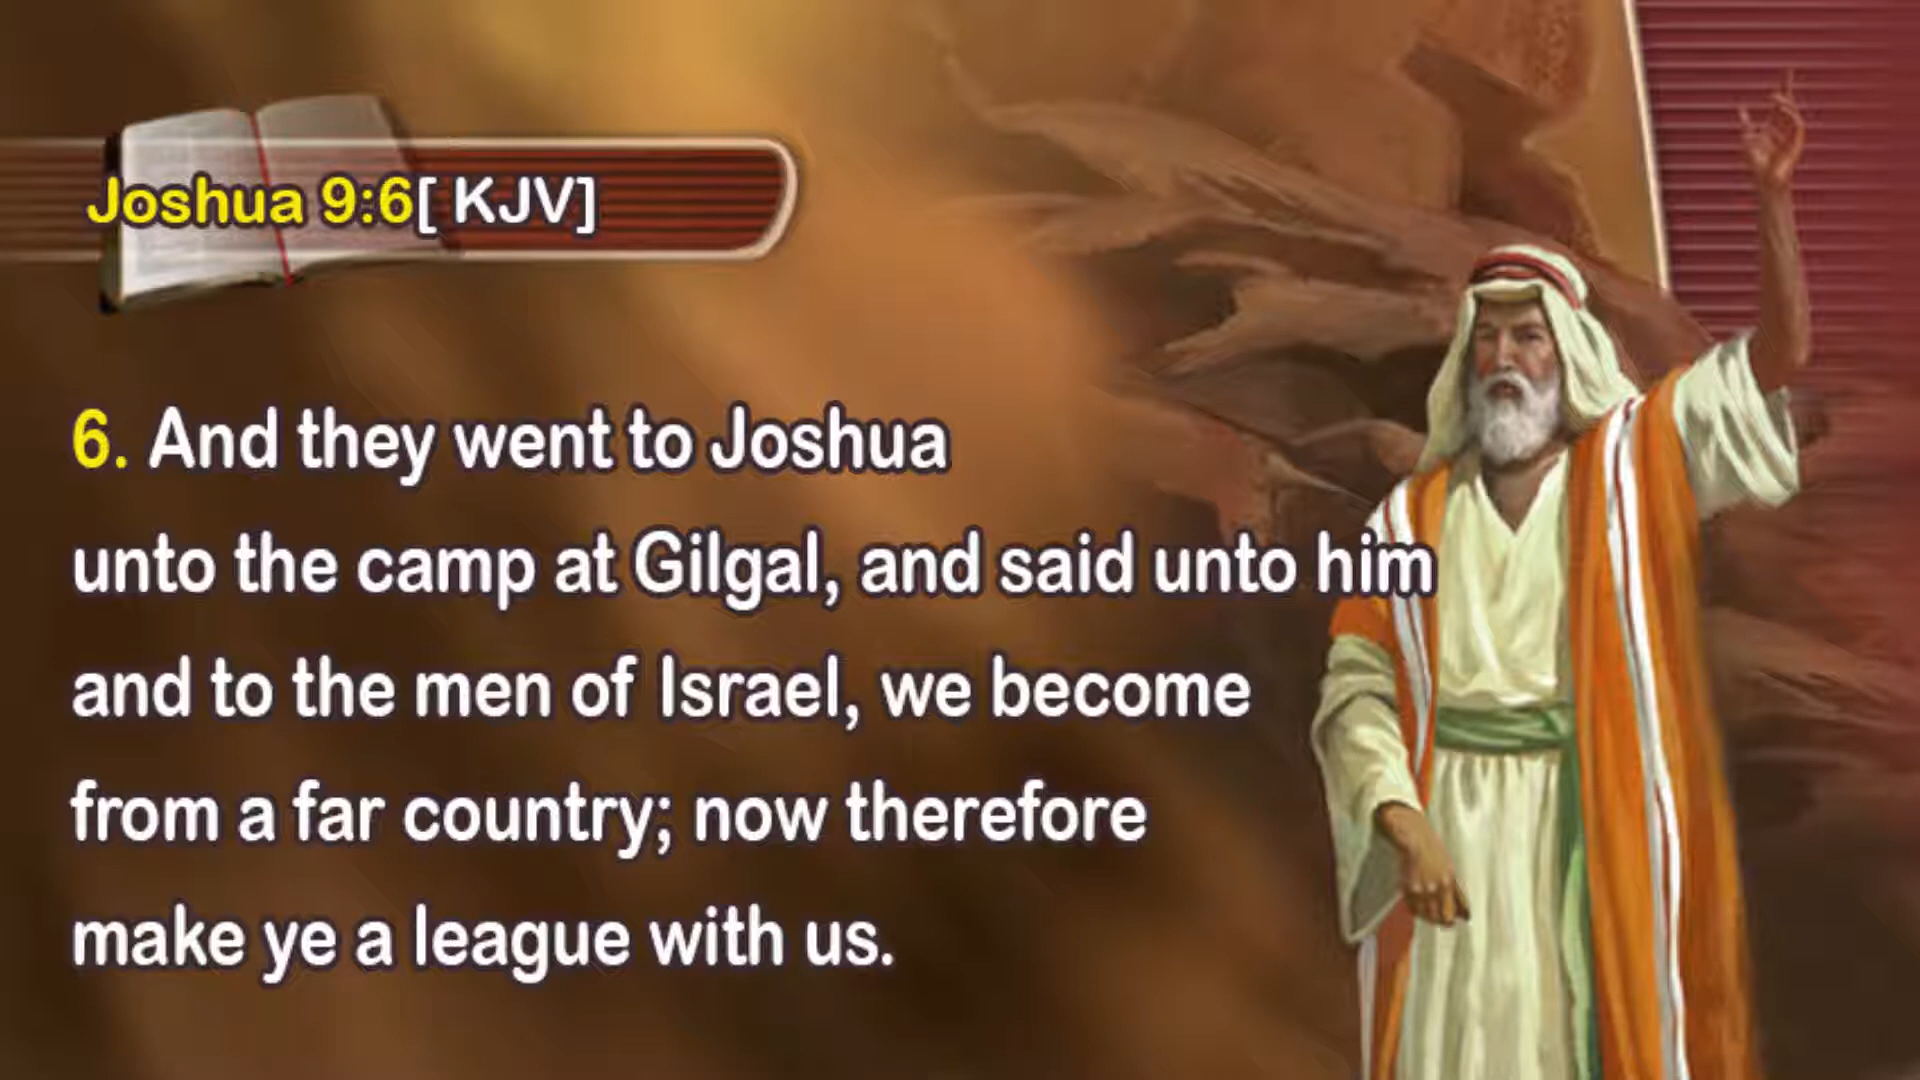 Joshua 9:6[ KJV]
6. And they went to Joshua
unto the camp at Gilgal, and said unto him
and to the men of Israel, we become
from a far country; now therefore
make ye a league with us.